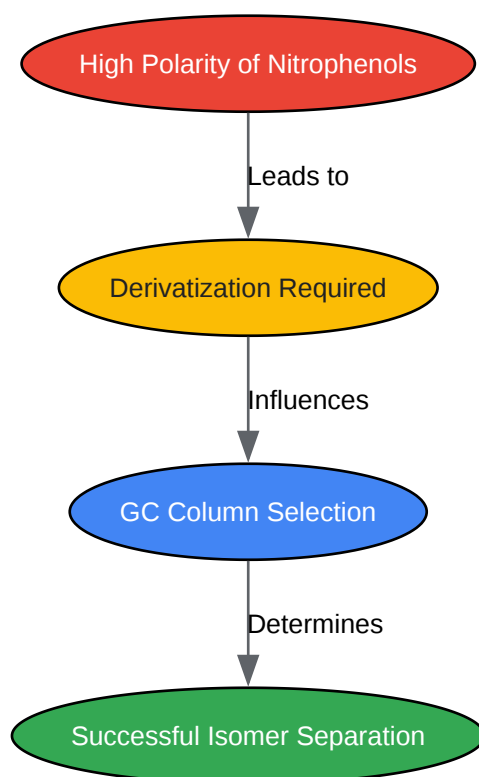 High Polarity of Nitrophenols
Leads to
Derivatization Required
Influences
GC Column Selection
Determines
Successful Isomer Separation